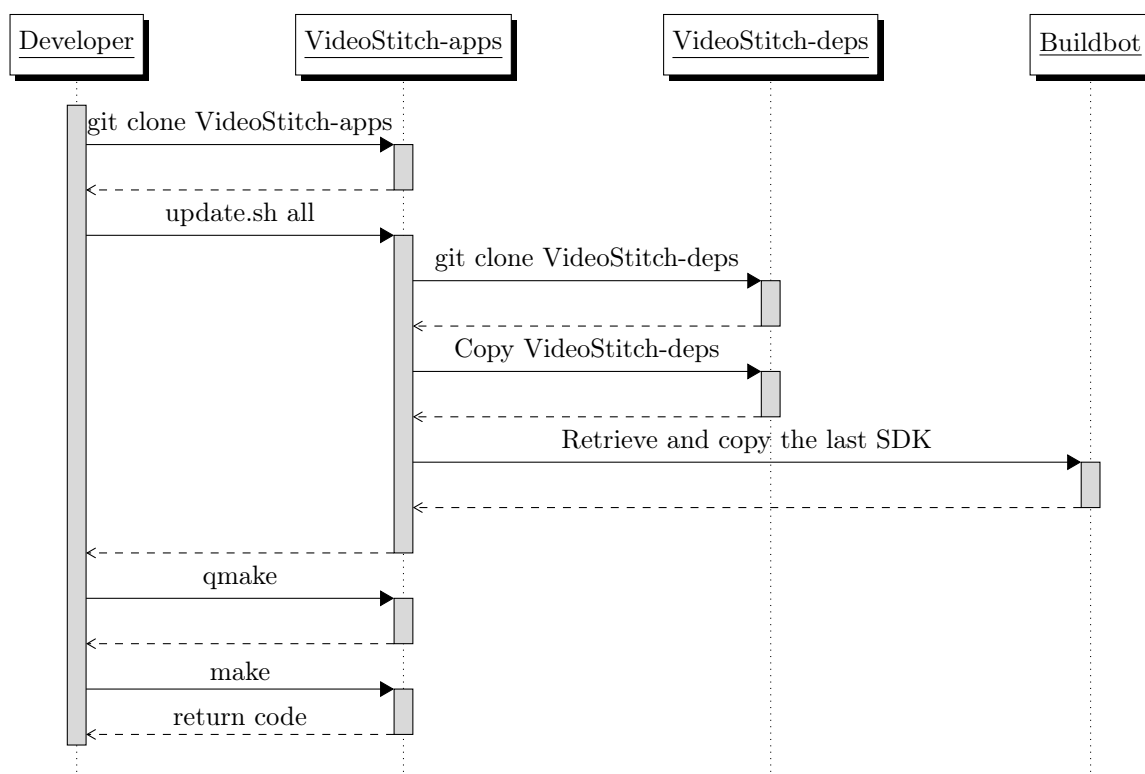 Developer
VideoStitch-apps
VideoStitch-deps
Buildbot
git clone VideoStitch-apps
update.sh all
git clone VideoStitch-deps
Copy VideoStitch-deps
Retrieve and copy the last SDK
qmake
make
return code